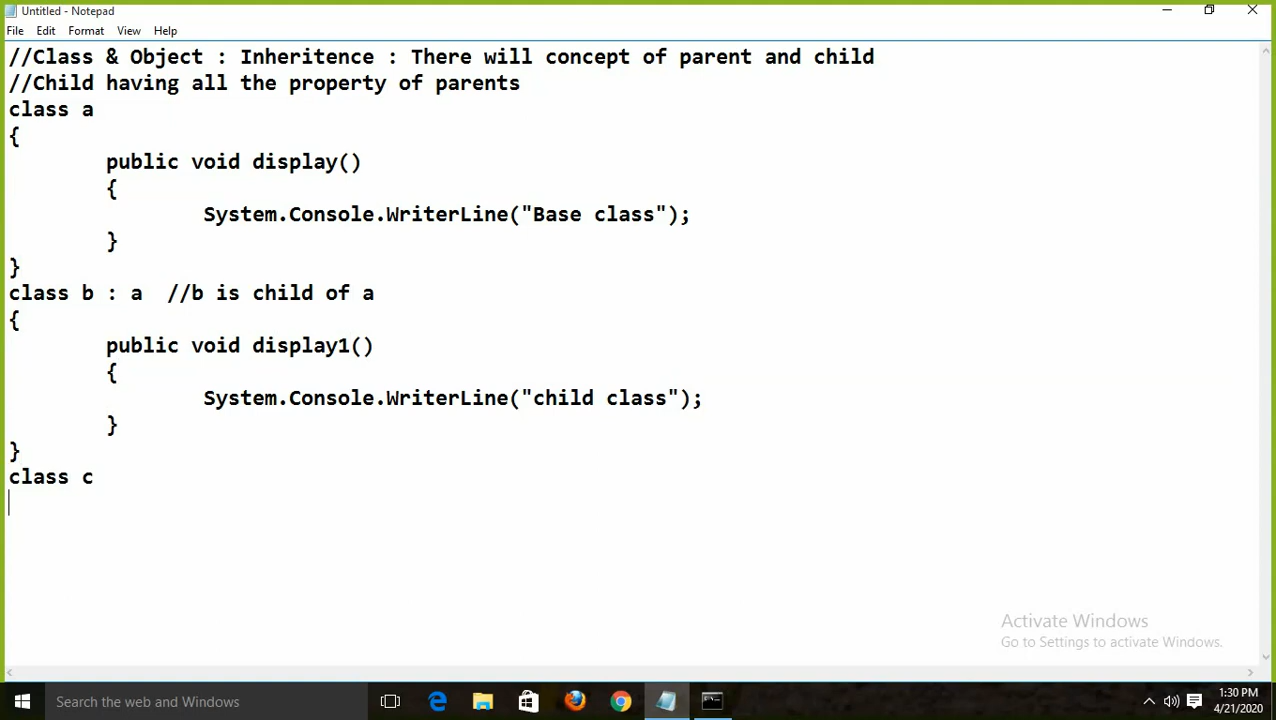 Untitled - Notepad
File Edit Format View Help
//Class & Object : Inheritence : There will concept of parent and child
//Child having all the property of parents
class a
{
public void display()
{
System.Console.WriterLine("Base class");
}
}
class b : a  //b is child of a
{
public void display1()
{
System.Console.WriterLine("child class");
}
}
class c
Activate Windows
Go to Settings to activate Windows.
Search the web and Windows
1:30 PM
4/21/2020